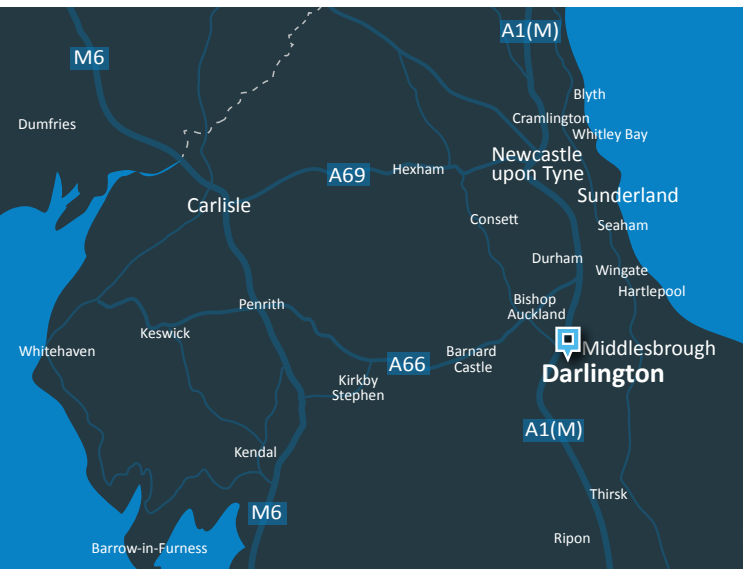 A1(M)
M6
Blyth
Cramlington
Dumfries
Whitley Bay
Newcastle
upon Tyne
Hexham
A69
Sunderland
Carlisle
Consett
Seaham
Durham
Wingate
Hartlepool
Bishop
Auckland
Penrith
Keswick
Whitehaven
Middlesbrough
Barnard
Castle
A66
Darlington
Kirkby
Stephen
A1(M)
Kendal
Thirsk
M6
Ripon
Barrow-in-Furness